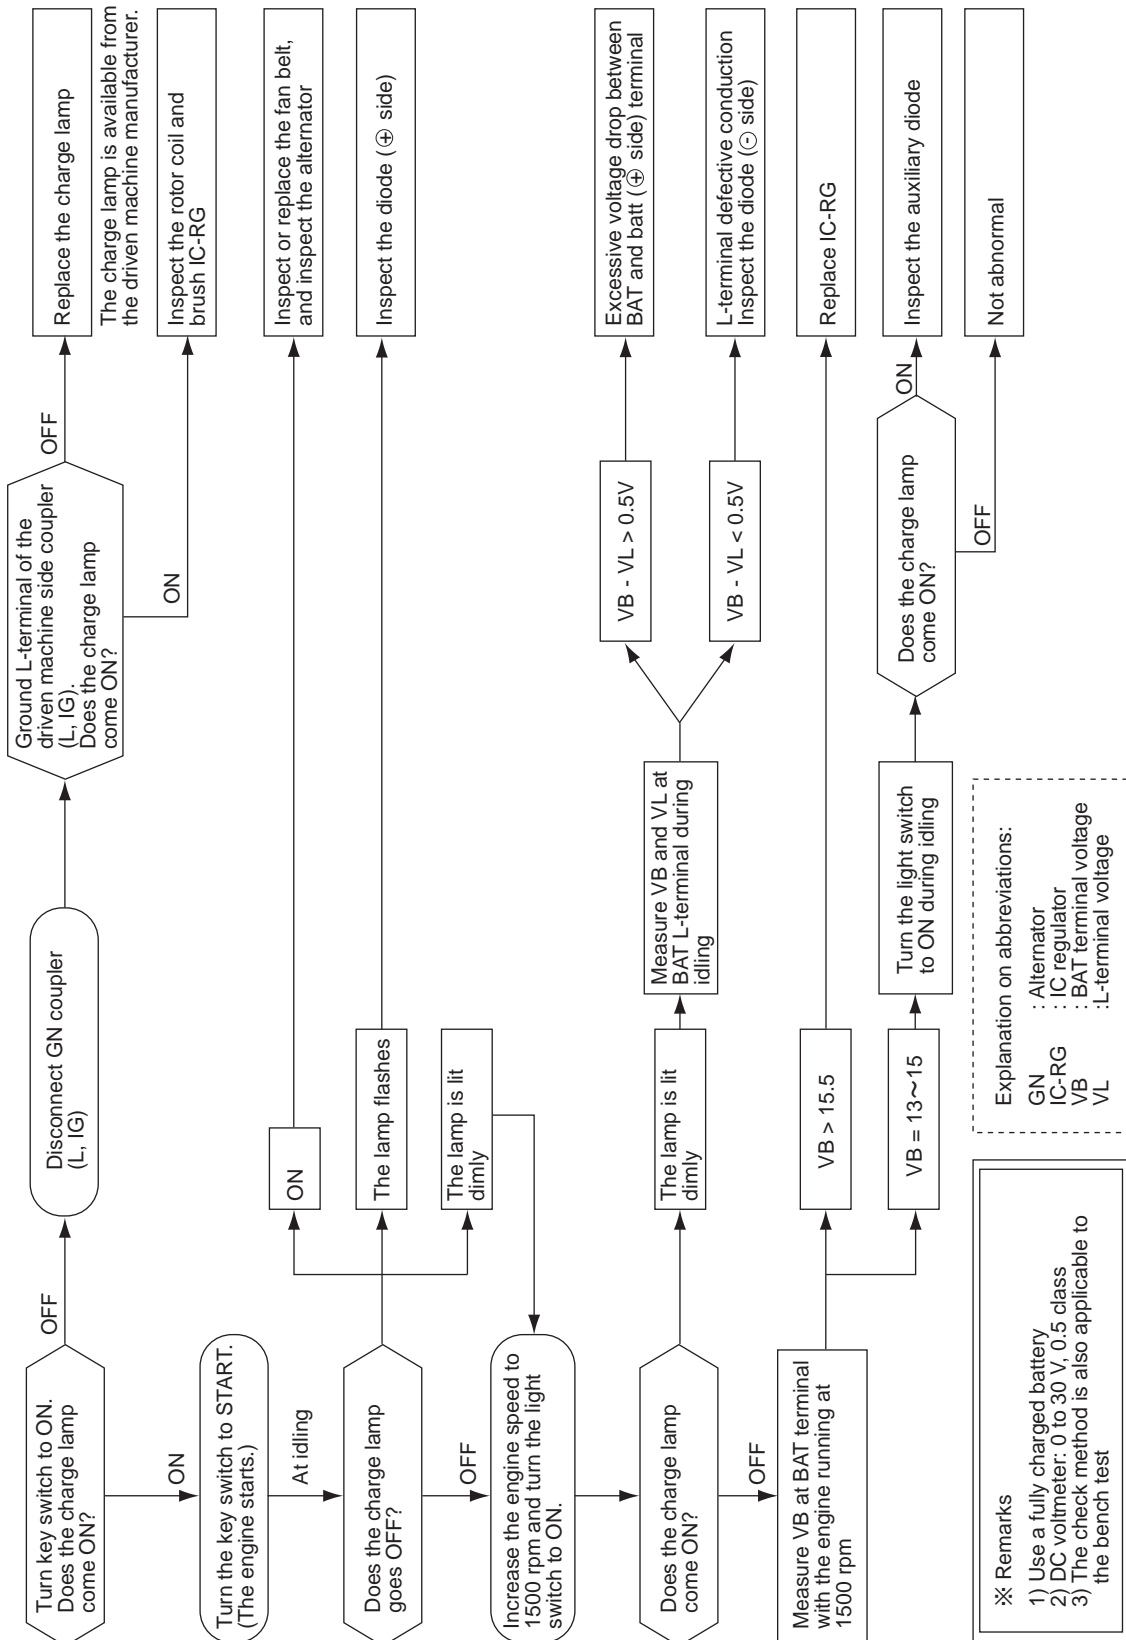 Turn key switch to ON.
Does the charge lamp
come ON?
OFF
Disconnect GN coupler
(L, IG)
Ground L-terminal of the
driven machine side coupler
(L, IG).
Does the charge lamp
come ON?
OFF
Replace the charge lamp
The charge lamp is available from
the driven machine manufacturer.
ON
Inspect the rotor coil and
brush IC-RG
ON
Turn the key switch to START.
(The engine starts.)
At idling
Does the charge lamp
goes OFF?
ON
Inspect or replace the fan belt,
and inspect the alternator
The lamp flashes
Inspect the diode (⊕ side)
The lamp is lit
dimly
OFF
Increase the engine speed to
1500 rpm and turn the light
switch to ON.
Does the charge lamp
come ON?
The lamp is lit
dimly
Measure VB and VL at
BAT L-terminal during
idling
VB - VL > 0.5V
Excessive voltage drop between
BAT and batt (⊕ side) terminal
VB - VL < 0.5V
L-terminal defective conduction
Inspect the diode (⊖ side)
OFF
Measure VB at BAT terminal
with the engine running at
1500 rpm
VB > 15.5
Replace IC-RG
VB = 13～15
Turn the light switch
to ON during idling
Does the charge lamp
come ON?
ON
Inspect the auxiliary diode
OFF
Not abnormal
※ Remarks
1) Use a fully charged battery
2) DC voltmeter: 0 to 30 V, 0.5 class
3) The check method is also applicable to
the bench test
Explanation on abbreviations:
GN : Alternator
IC-RG : IC regulator
VB : BAT terminal voltage
VL :L-terminal voltage